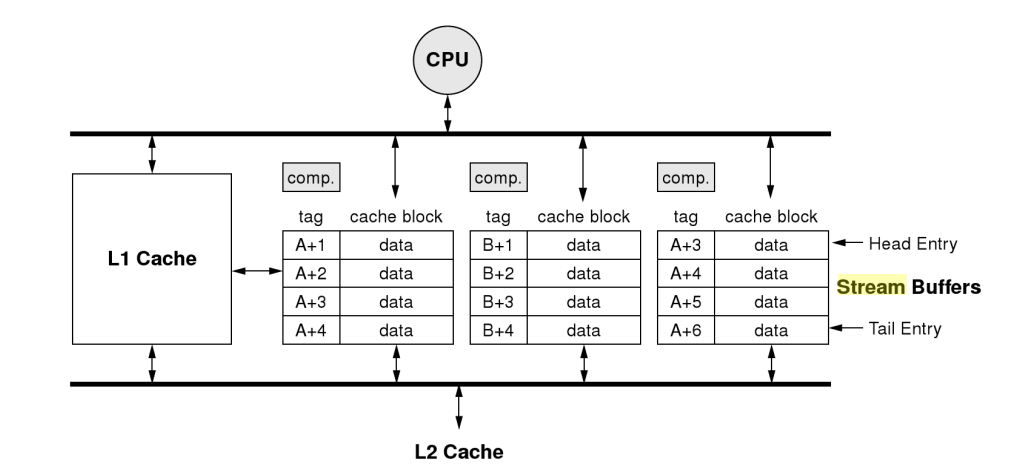 CPU
comp. comp. comp.
tag cache block tag cache block tag cache block
L1 Cache
A+1 data B+1 data A+3 data Head Entry
A+2 data B+2 data A+4 data
Stream Buffers
A+3 data B+3 data A+5 data
A+4 data B+4 data A+6 data Tail Entry
L2 Cache